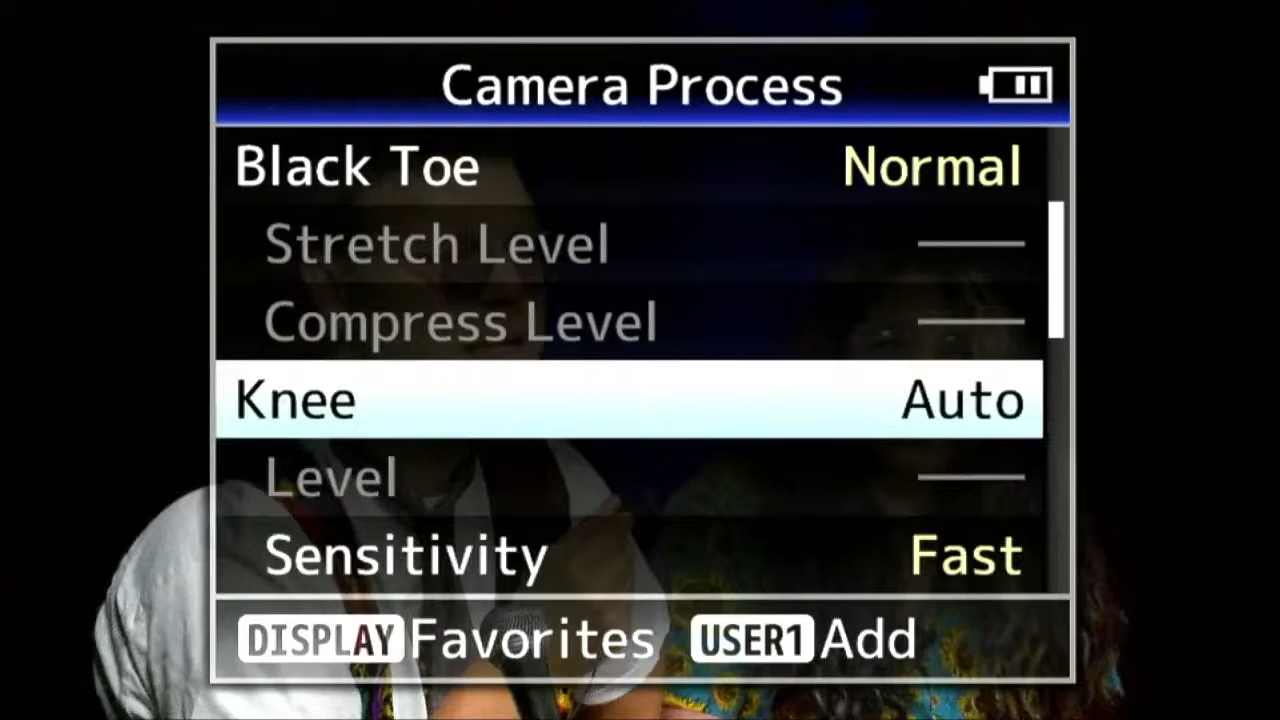 Camera Process
Black Toe Normal
Stretch Level
Compress Level
Knee Auto
Level
Sensitivity Fast
DISPLAY Favorites USER1 Add